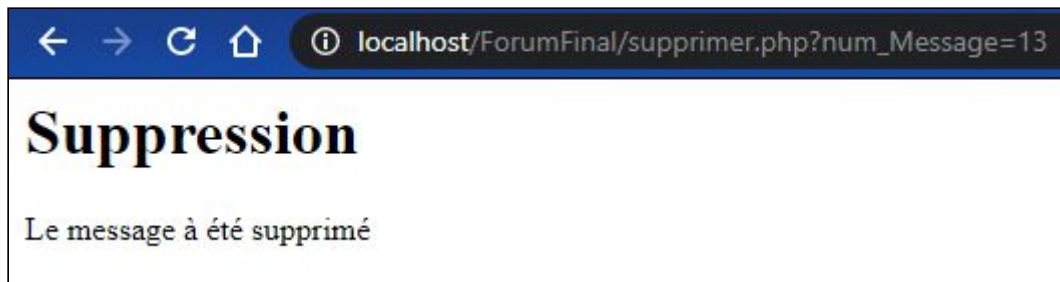 localhost/ForumFinal/supprimer.php?num_Message=13
Suppression
Le message à été supprimé